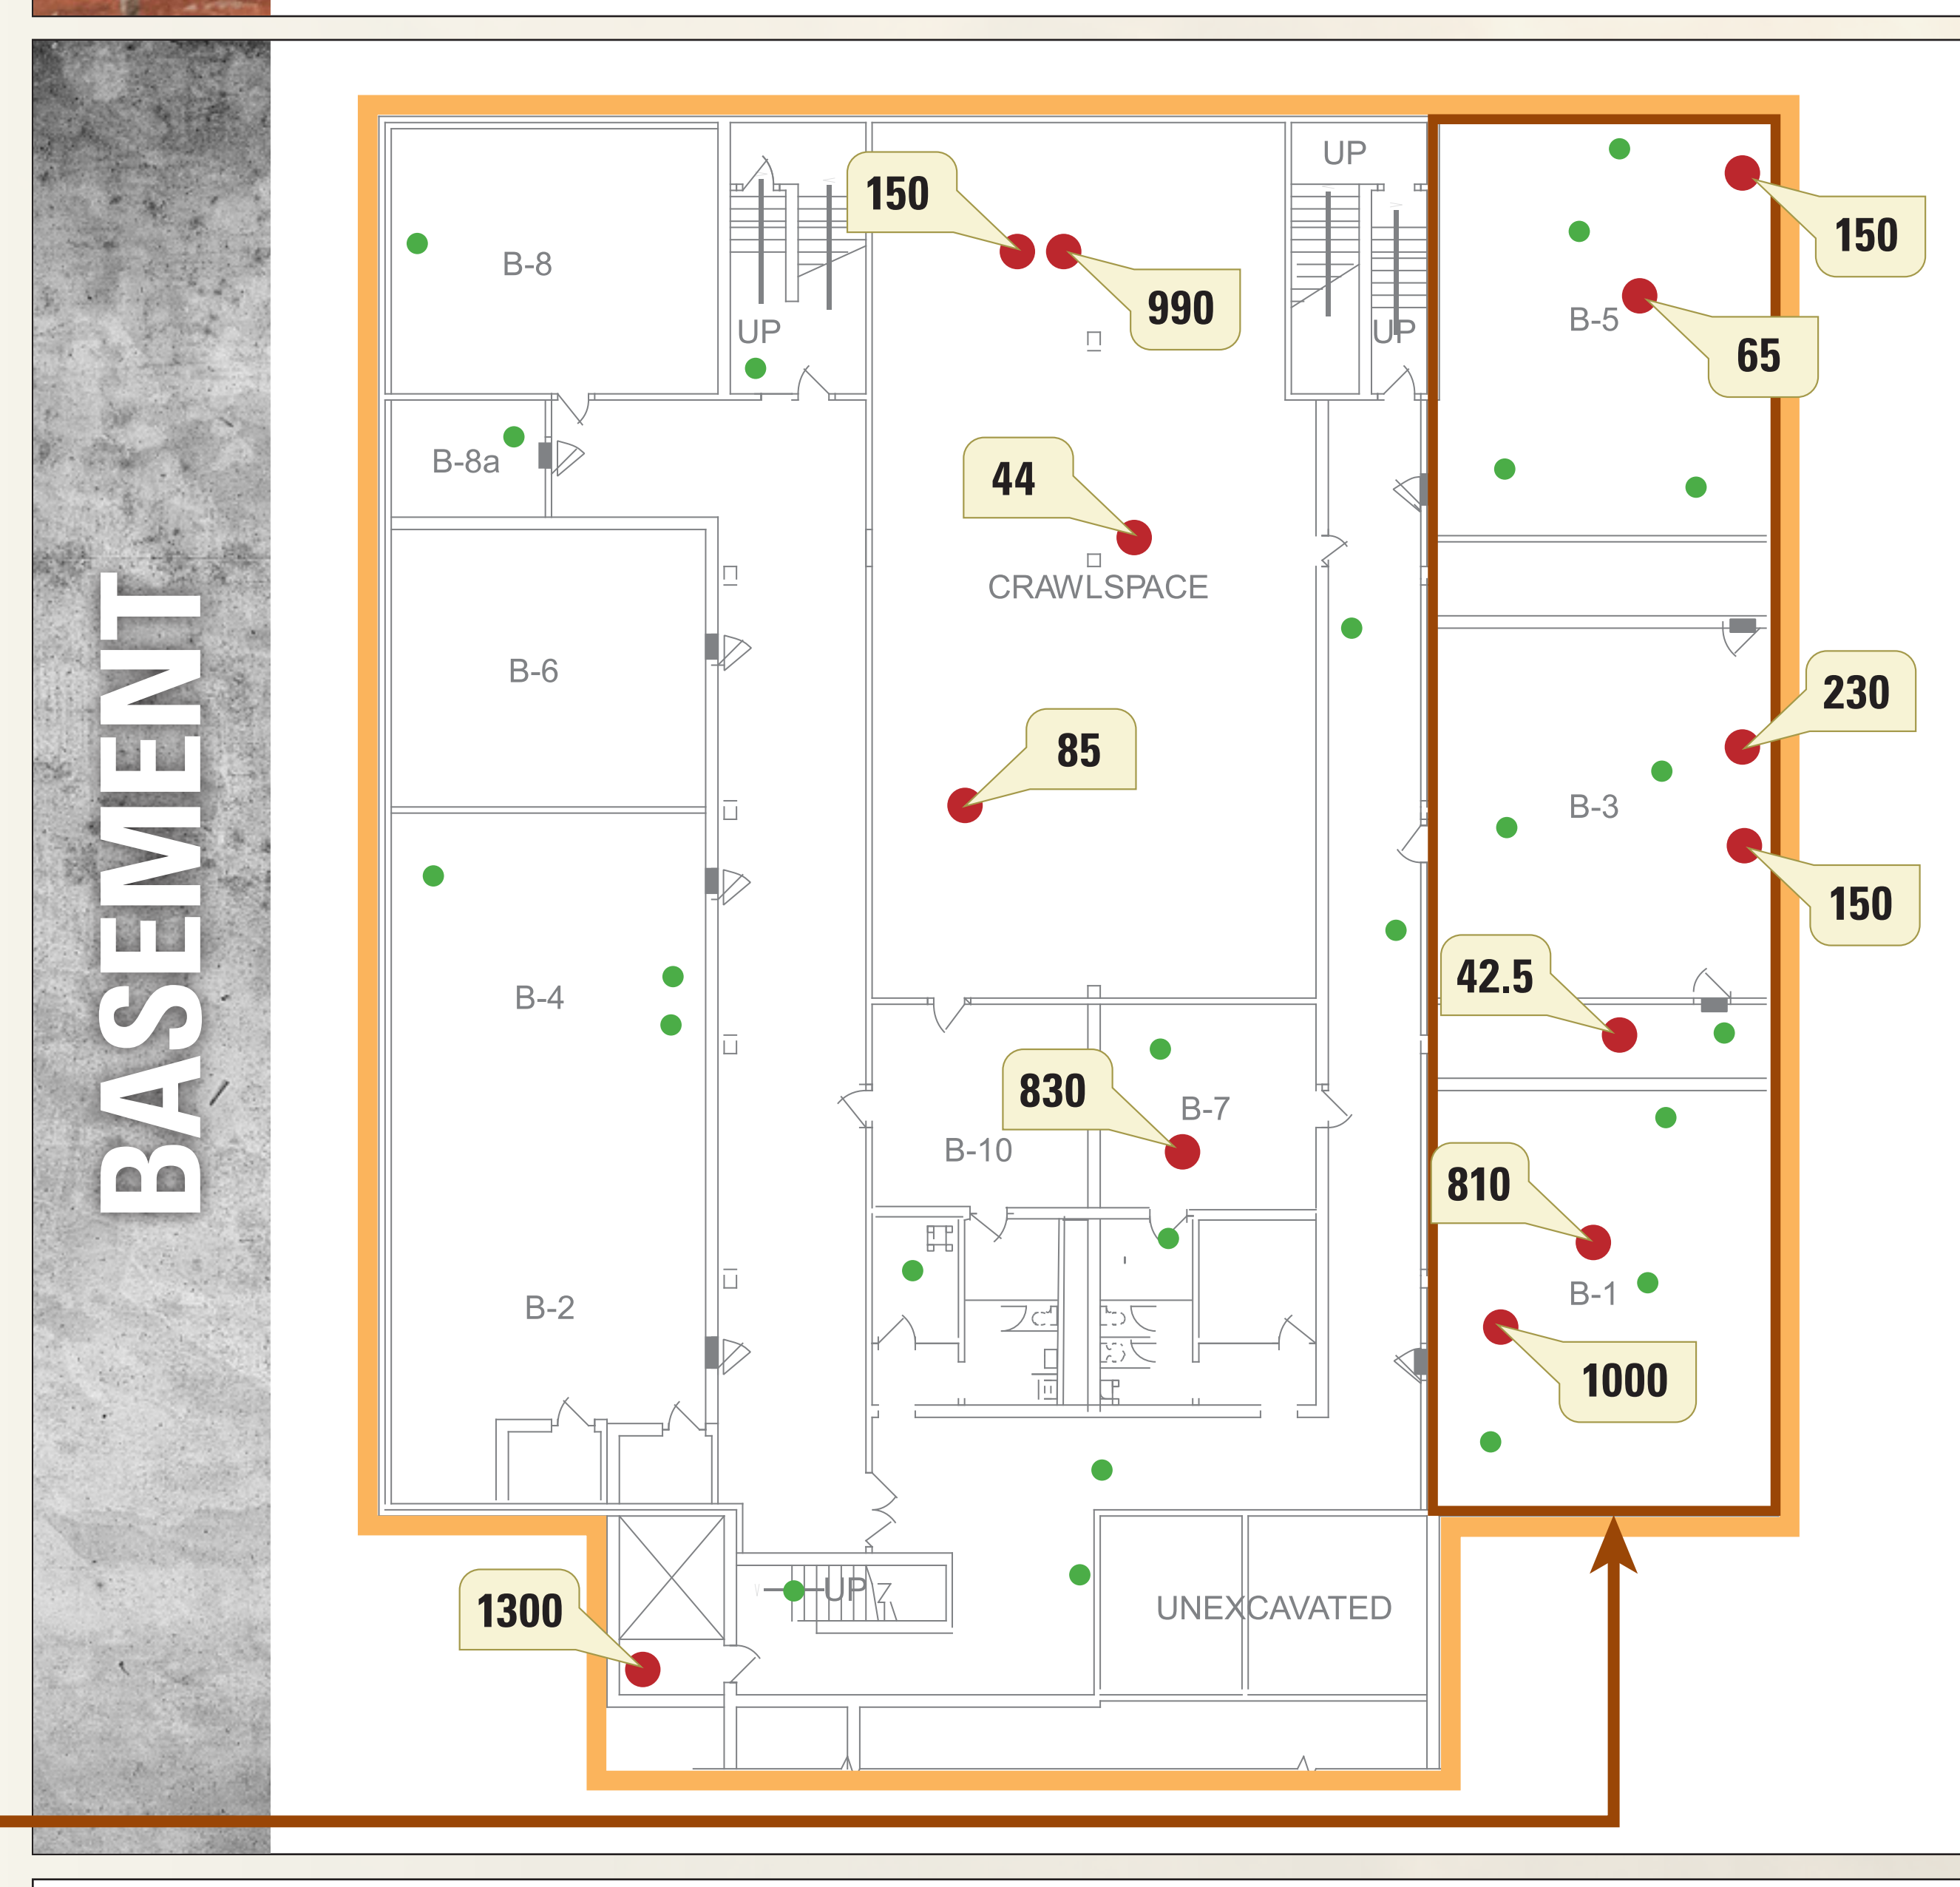 BASEMENT
UP
150
150
B-8
990
150
B-5
UP
UP
65
B-8a
44
CRAWLSPACE
B-6
230
85
B-3
150
42.5
B-4
830
B-7
B-10
810
B-1
B-2
1000
1300
UP
UNEXCAVATED